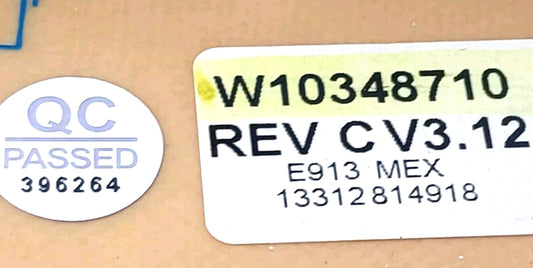 QC
PASSED
396264
W10348710
REV C V3.12
E913 MEX
13312814918